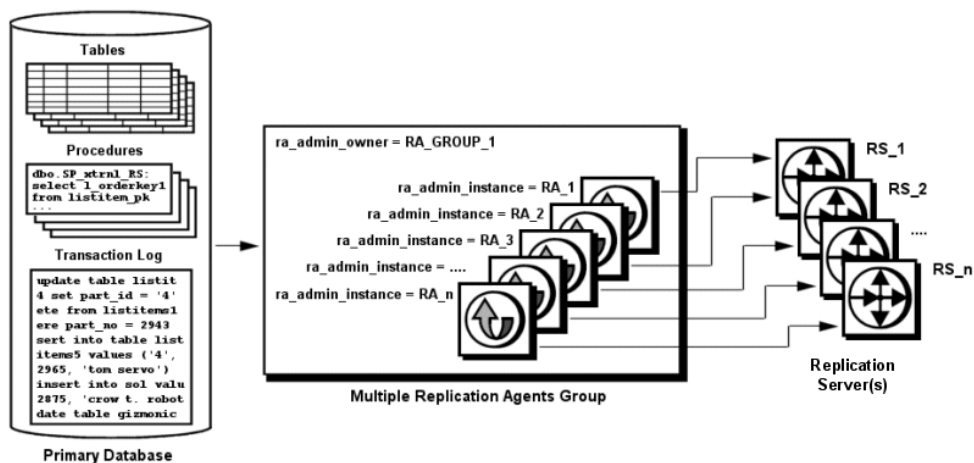 Tables
Procedures
dbo.SP_xtrnl_RS:
select l_orderkey1
from listitem_pk
...
Transaction Log
update table listit
4 set part_id = '4'
ete from listitems1
ere part_no = 2943
sert into table list
items5 values ('4',
2965, 'tom servo')
insert into sol valu
2875, 'crow t. robot
date table gizmonic
Primary Database
ra_admin_owner = RA_GROUP_1
ra_admin_instance = RA_1
ra_admin_instance = RA_2
ra_admin_instance = RA_3
ra_admin_instance = ....
ra_admin_instance = RA_n
Multiple Replication Agents Group
RS_1
RS_2
....
RS_n
Replication
Server(s)